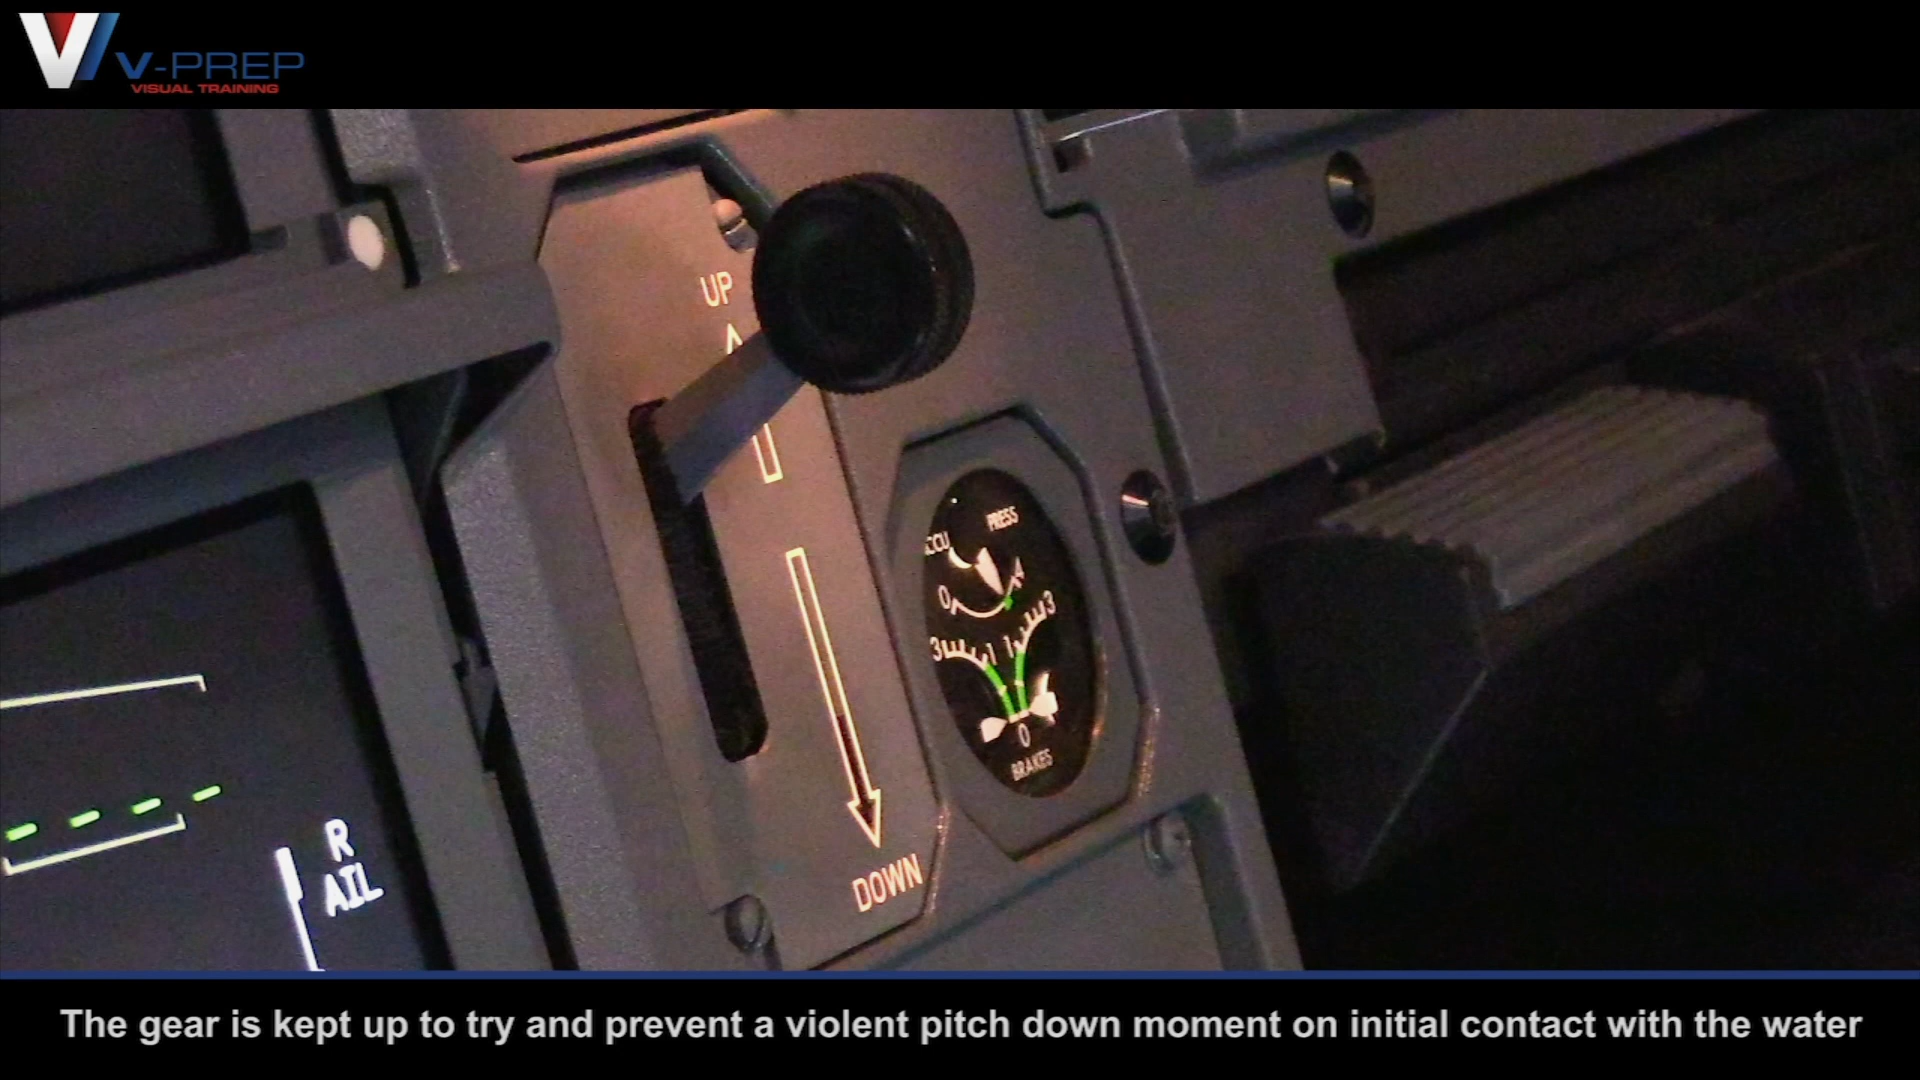 V-PREP
VISUAL TRAINING
UP
PRESS
0 4
3 1 1 3
0
BRAKES
DOWN
R
AIL
The gear is kept up to try and prevent a violent pitch down moment on initial contact with the water